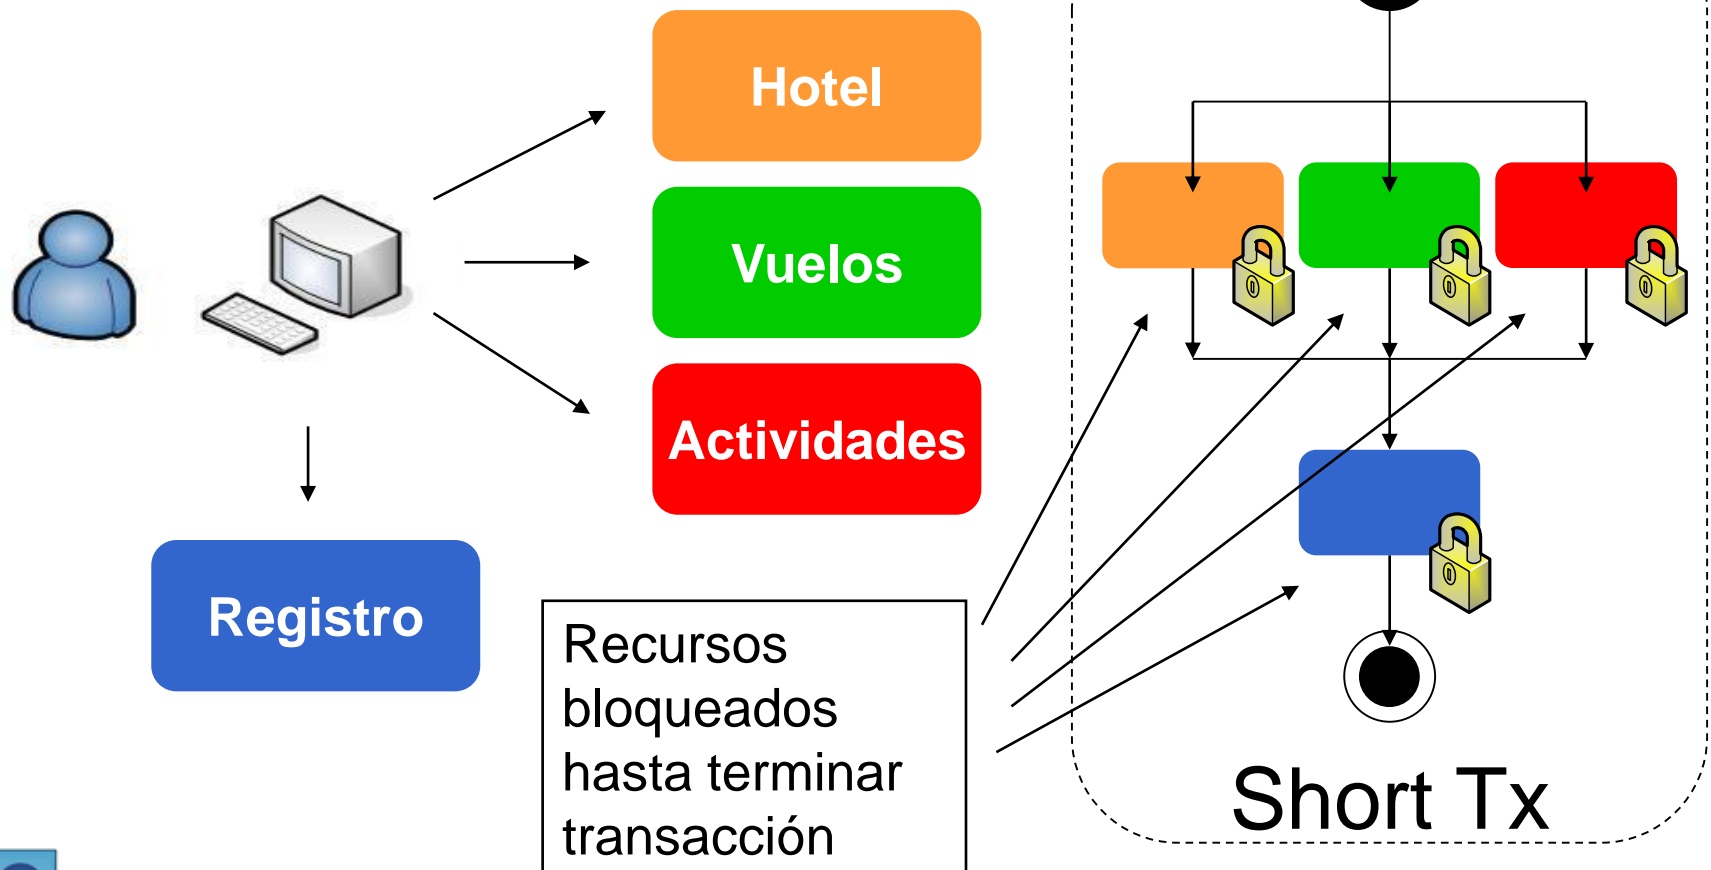 Hotel
Vuelos
Actividades
Registro
Recursos
bloqueados
hasta terminar
transacción
Short Tx